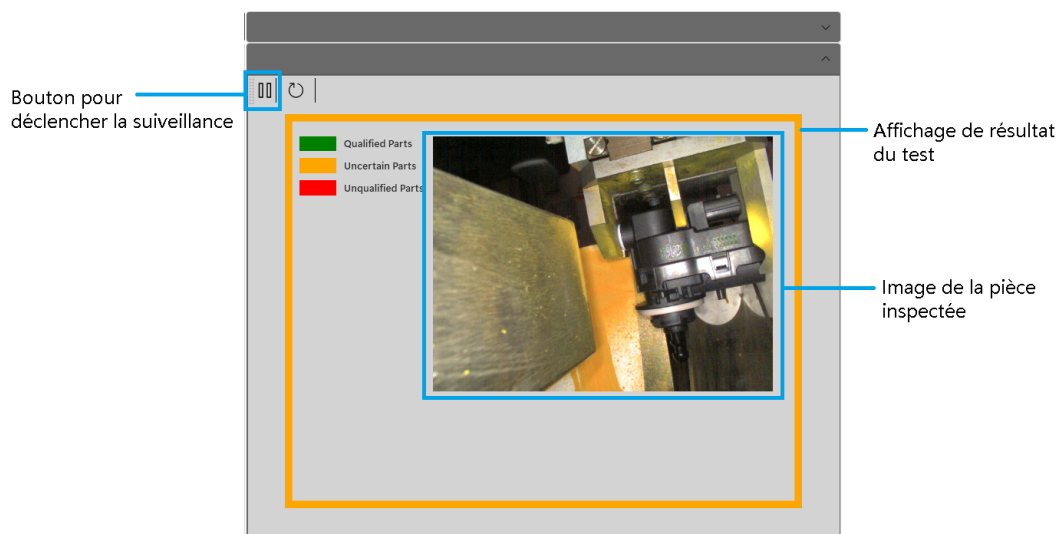 Bouton pour
déclencher la suiveillance
Qualified Parts
Uncertain Parts
Unqualified Parts
Affichage de résultat
du test
Image de la pièce
inspectée